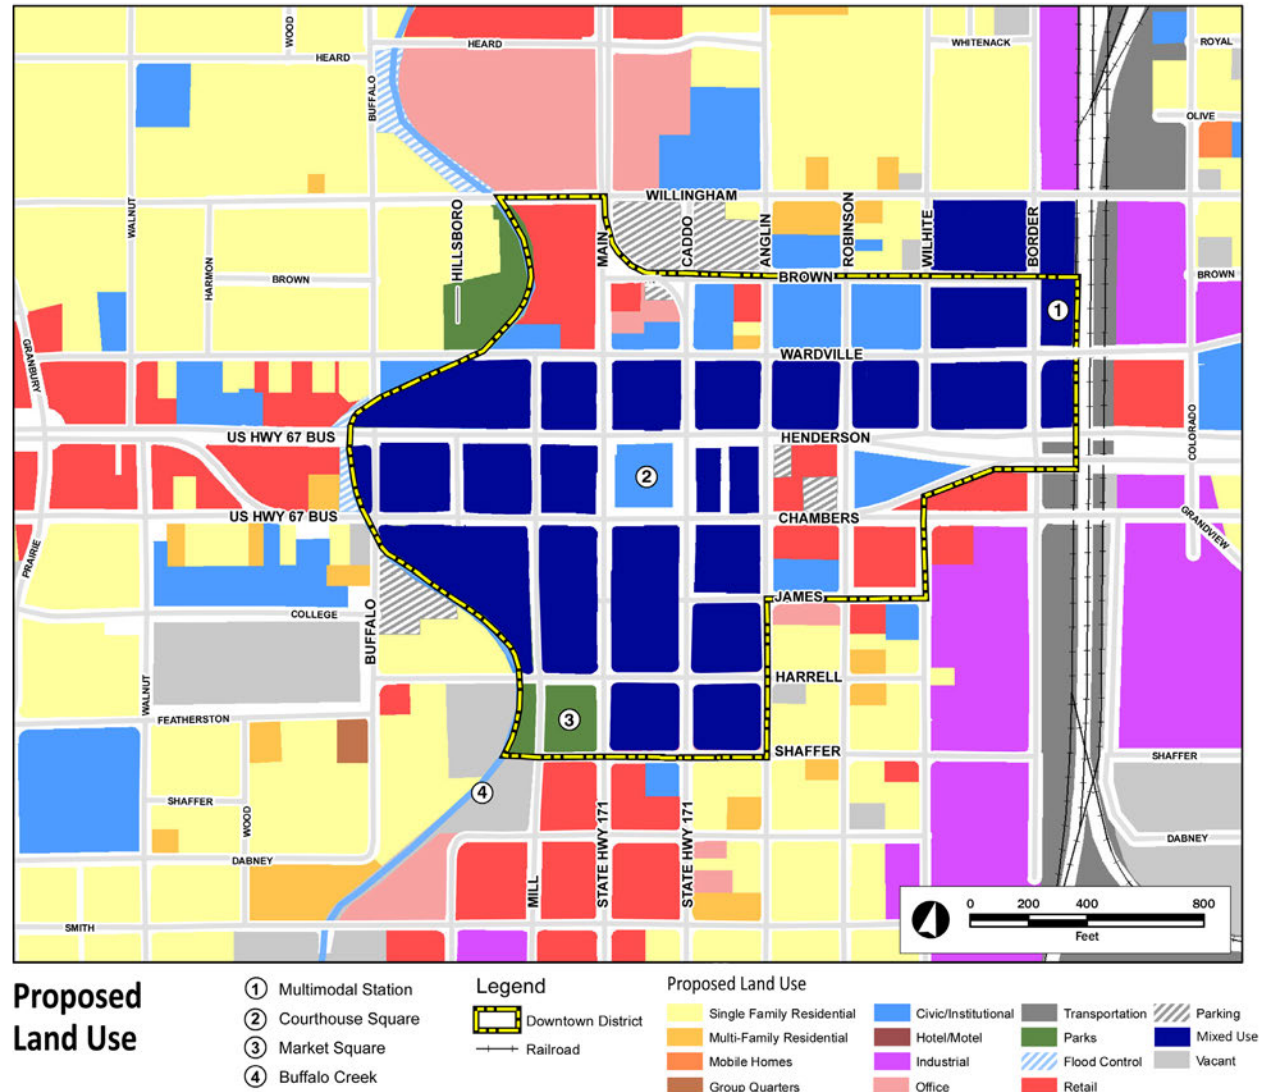 WOOD
HEARD
HEARD
WHITENACK
ROYAL
BUFFALO
OLIVE
WILLINGHAM
WALNUT
HARMON
HILLSBORO
MAIN
CADDO
ANGLIN
ROBINSON
WILHITE
BORDER
BROWN
BROWN
BROWN
1
GRANBURY
WARDVILLE
COLORADO
US HWY 67 BUS
HENDERSON
2
US HWY 67 BUS
CHAMBERS
GRANDVIEW
PRAIRIE
JAMES
COLLEGE
BUFFALO
WALNUT
HARRELL
FEATHERSTON
3
SHAFFER
SHAFFER
4
SHAFFER
WOOD
DABNEY
DABNEY
MILL
STATE HWY 171
STATE HWY 171
SMITH
0 200 400 800
Feet
Proposed
Land Use
1 Multimodal Station
2 Courthouse Square
3 Market Square
4 Buffalo Creek
Legend
Downtown District
Railroad
Proposed Land Use
Single Family Residential
Multi-Family Residential
Mobile Homes
Group Quarters
Civic/Institutional
Hotel/Motel
Industrial
Office
Transportation
Parks
Flood Control
Retail
Parking
Mixed Use
Vacant